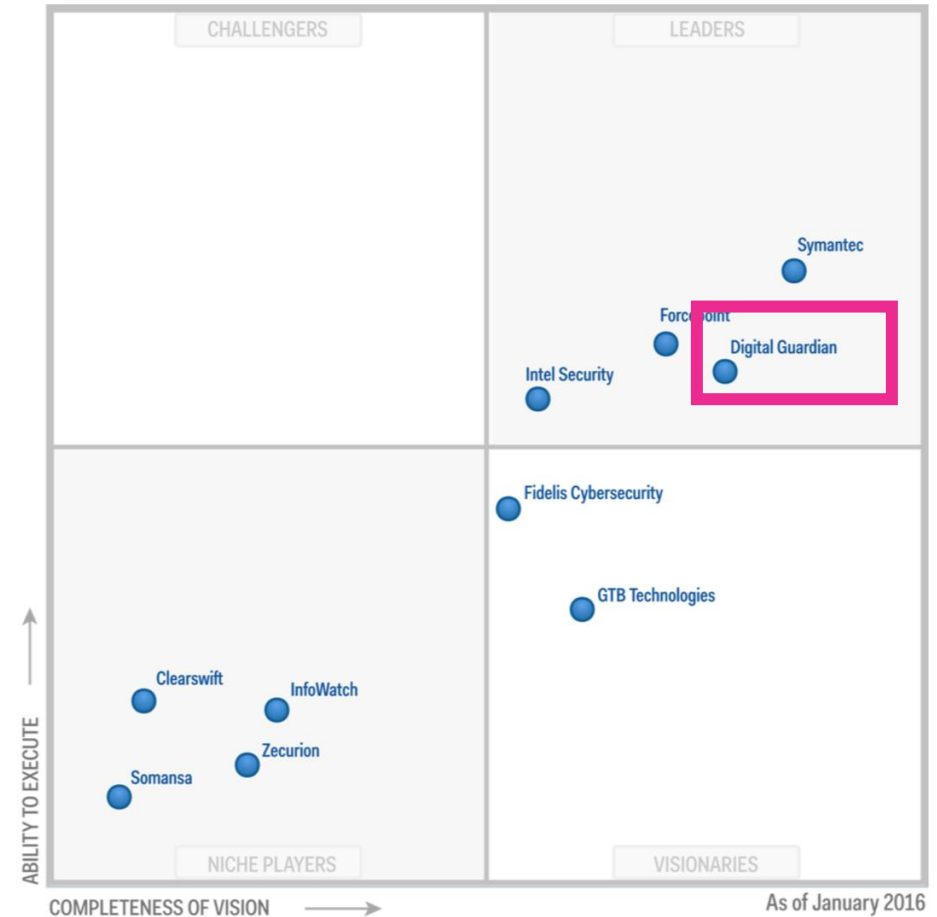 CHALLENGERS
LEADERS
Symantec
Forcepoint
Digital Guardian
Intel Security
Fidelis Cybersecurity
GTB Technologies
Clearswift
InfoWatch
Zecurion
Somansa
ABILITY TO EXECUTE
NICHE PLAYERS
VISIONARIES
COMPLETENESS OF VISION
As of January 2016